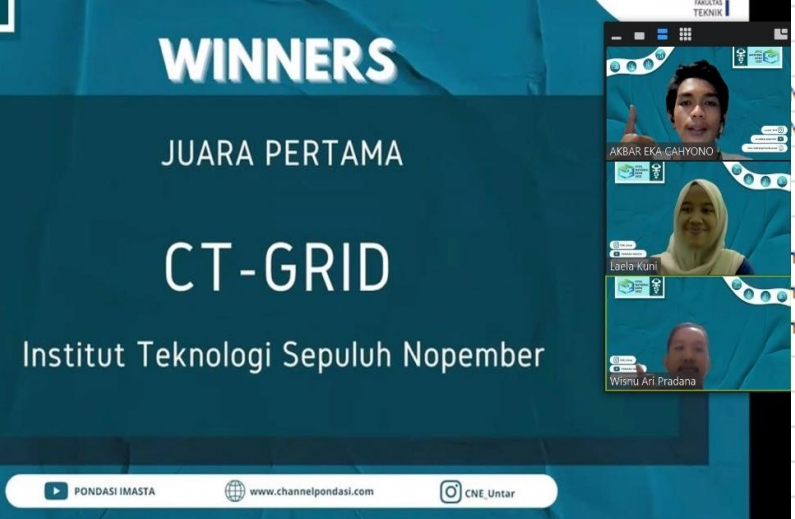 FAKULTAS
TEKNIK
WINNERS
JUARA PERTAMA
CT-GRID
Institut Teknologi Sepuluh Nopember
PONDASI IMASTA
www.channelpondasi.com
CNE_Untar
AKBAR EKA CAHYONO
Laela Kuni
Wisnu Ari Pradana